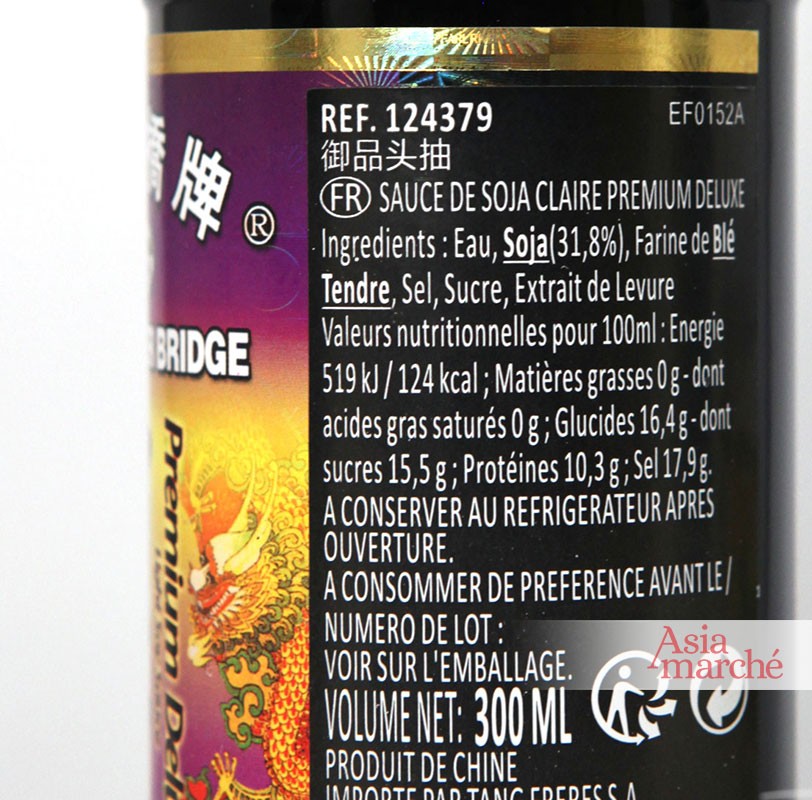 牌®
BRIDGE
Premium Del
REF. 124379
EF0152A
御品头抽
FR SAUCE DE SOJA CLAIRE PREMIUM DELUXE
Ingredients : Eau, Soja(31,8%), Farine de Blé
Tendre, Sel, Sucre, Extrait de Levure
Valeurs nutritionnelles pour 100ml : Energie
519 kJ / 124 kcal ; Matières grasses 0 g - dont
acides gras saturés 0 g ; Glucides 16,4 g - dont
sucres 15,5 g ; Protéines 10,3 g ; Sel 17,9 g.
A CONSERVER AU REFRIGERATEUR APRES
OUVERTURE.
A CONSOMMER DE PREFERENCE AVANT LE /
NUMERO DE LOT :
VOIR SUR L'EMBALLAGE.
VOLUME NET: 300 ML
PRODUIT DE CHINE
IMPORTE PAR TANG FRERES S.A.
Asia
marché